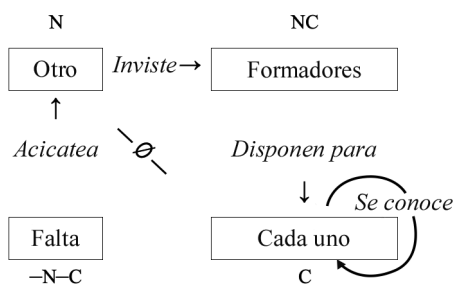 N NC
Otro Inviste→ Formadores
↑
Acicatea Ø Disponen para
↓
Se conoce
Falta Cada uno
–N–C C